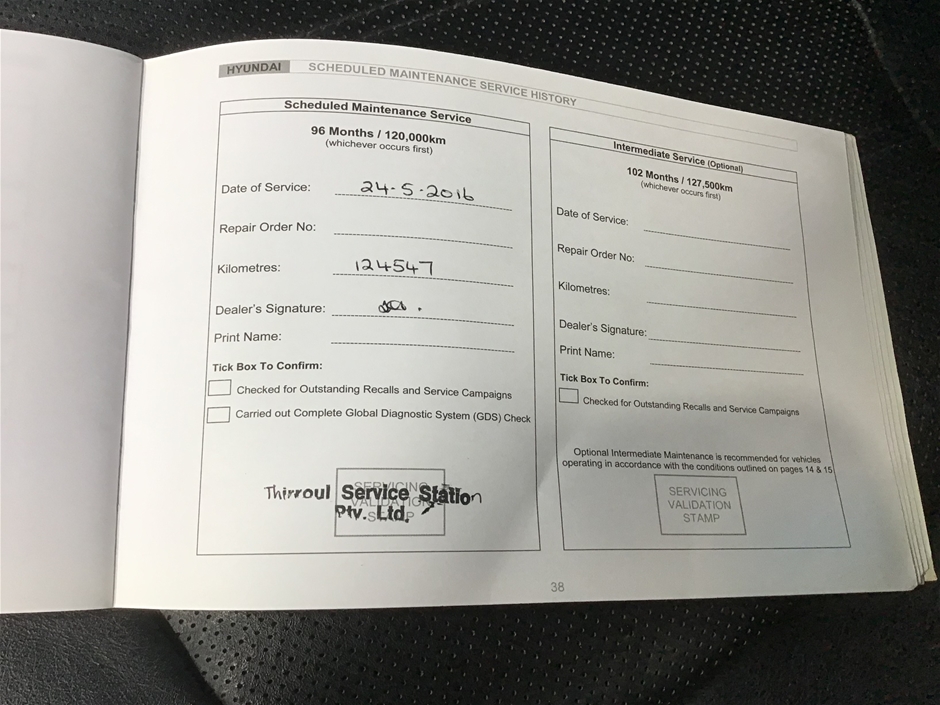 HYUNDAI SCHEDULED MAINTENANCE SERVICE HISTORY
Scheduled Maintenance Service
96 Months / 120,000km
(whichever occurs first)
Date of Service: 24-5-2016
Repair Order No:
Kilometres: 124547
Dealer's Signature:
Print Name:
Tick Box To Confirm:
Checked for Outstanding Recalls and Service Campaigns
Carried out Complete Global Diagnostic System (GDS) Check
SERVICING
VALIDATION
STAMP
Thirroul Service Station
Pty. Ltd.
Intermediate Service (Optional)
102 Months / 127,500km
(whichever occurs first)
Date of Service:
Repair Order No:
Kilometres:
Dealer's Signature:
Print Name:
Tick Box To Confirm:
Checked for Outstanding Recalls and Service Campaigns
Optional Intermediate Maintenance is recommended for vehicles
operating in accordance with the conditions outlined on pages 14 & 15
SERVICING
VALIDATION
STAMP
38